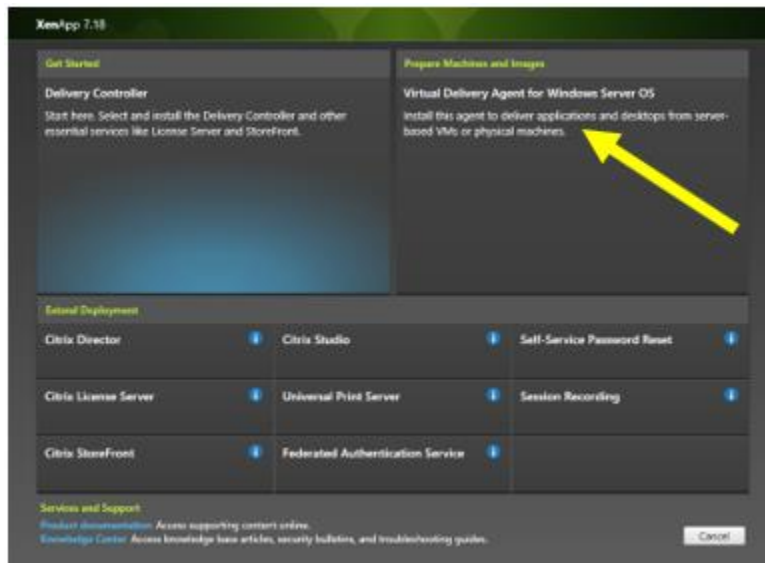 XenApp 7.18
Get Started
Delivery Controller
Start here. Select and install the Delivery Controller and other
essential services like License Server and StoreFront.
Prepare Machines and Images
Virtual Delivery Agent for Windows Server OS
Install this agent to deliver applications and desktops from server-
based VMs or physical machines.
Extend Deployment
Citrix Director
Citrix Studio
Self-Service Password Reset
Citrix License Server
Universal Print Server
Session Recording
Citrix StoreFront
Federated Authentication Service
Services and Support
Product documentation Access supporting content online.
Knowledge Center Access knowledge base articles, security bulletins, and troubleshooting guides.
Cancel